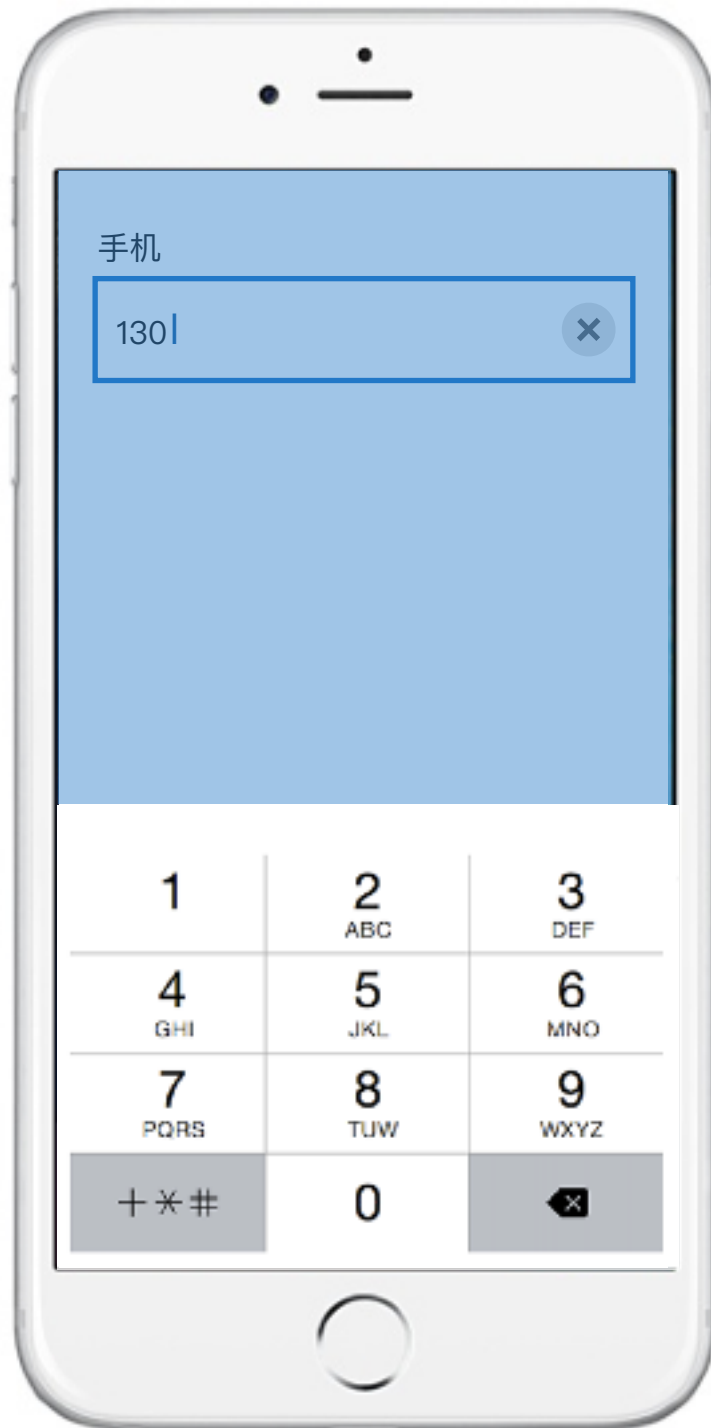 手机
130
1 2 3
ABC DEF
4 5 6
GHI JKL MNO
7 8 9
PQRS TUW WXYZ
+*# 0